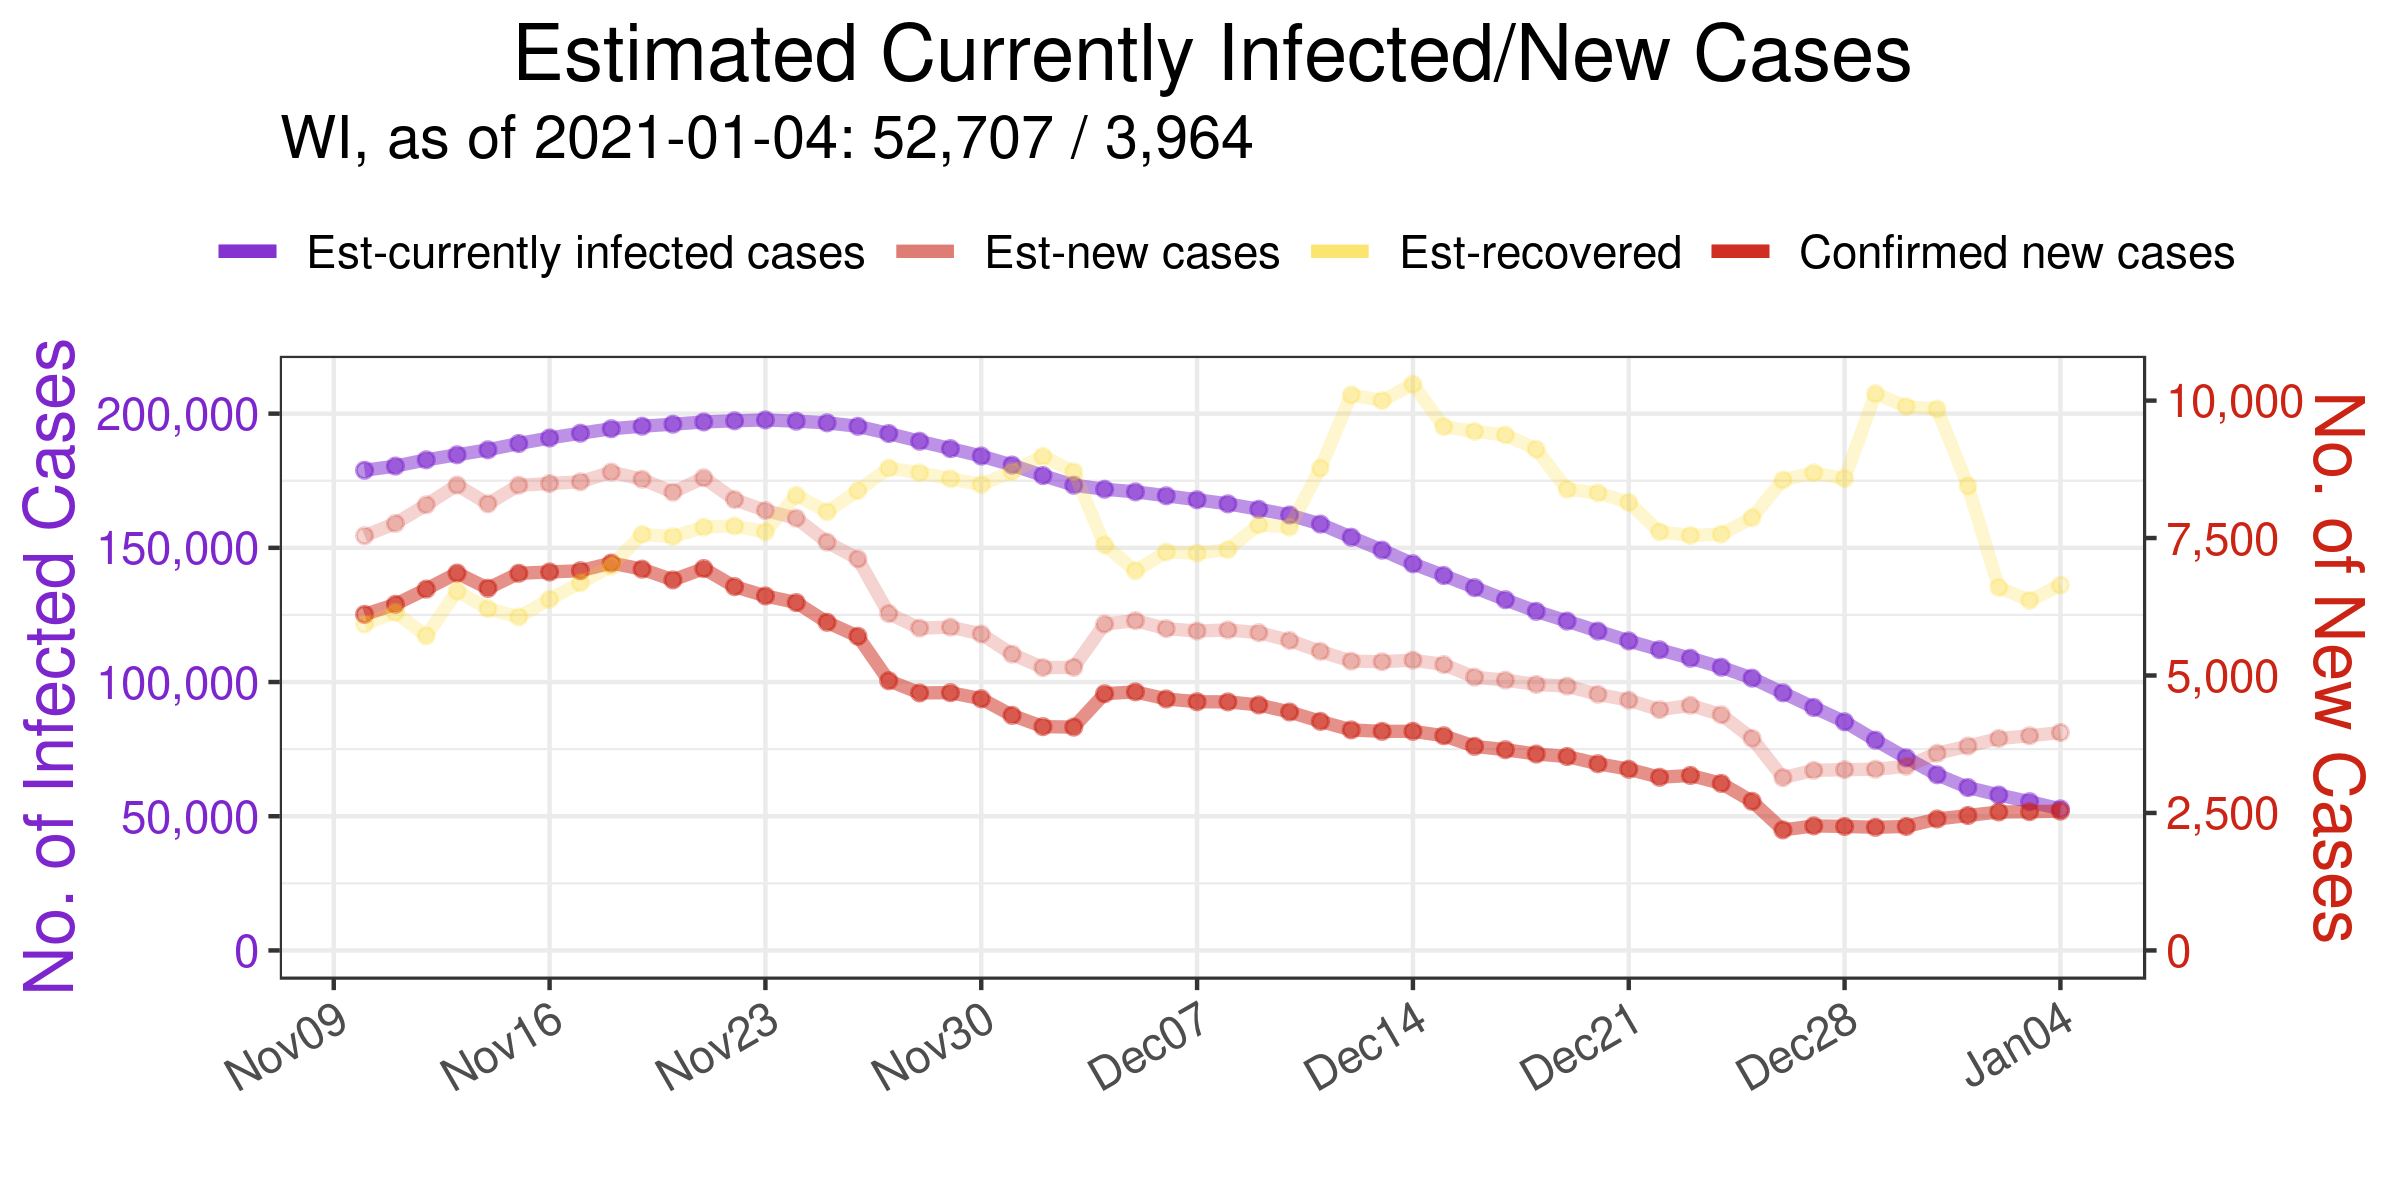 Estimated Currently Infected/New Cases
WI, as of 2021-01-04: 52,707 / 3,964
Est-currently infected cases Est-new cases Est-recovered Confirmed new cases
No. of Infected Cases
200,000
150,000
100,000
50,000
0
10,000
7,500
5,000
2,500
0
No. of New Cases
Nov09 Nov16 Nov23 Nov30 Dec07 Dec14 Dec21 Dec28 Jan04